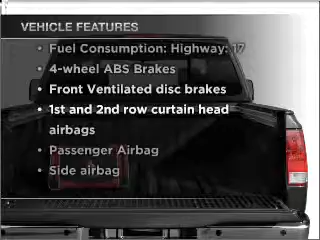 VEHICLE FEATURES
• Fuel Consumption: Highway: 17
• 4-wheel ABS Brakes
• Front Ventilated disc brakes
• 1st and 2nd row curtain head
airbags
• Passenger Airbag
• Side airbag